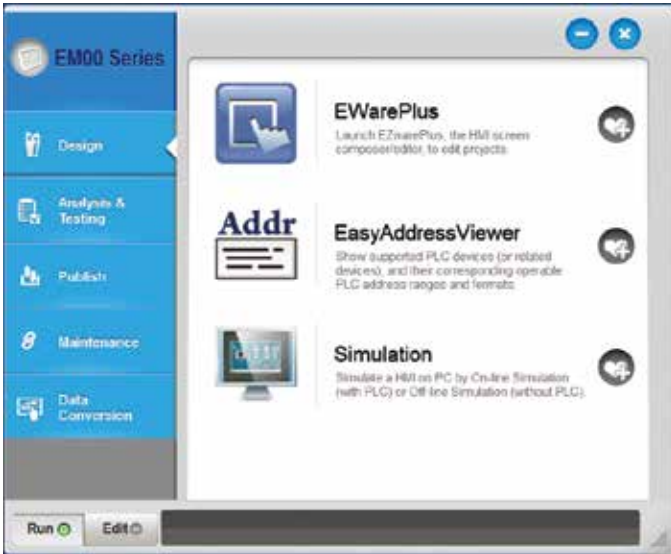 EM00 Series
Design
Analysis &
Testing
Publish
Maintenance
Data
Conversion
EWarePlus
Launch EZwarePlus, the HMI screen
composer/editor, to edit projects
Addr
EasyAddressViewer
Show supported PLC devices (or related
devices), and their corresponding operable
PLC address ranges and formats
Simulation
Simulate a HMI on PC by On-line Simulation
(with PLC) or Off-line Simulation (without PLC).
Run
Edit